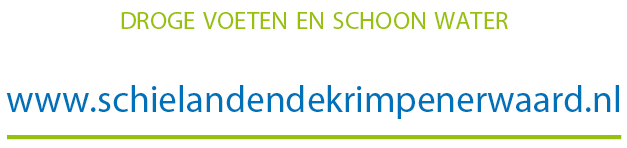 DROGE VOETEN EN SCHOON WATER
www.schielandendekrimpenerwaard.nl